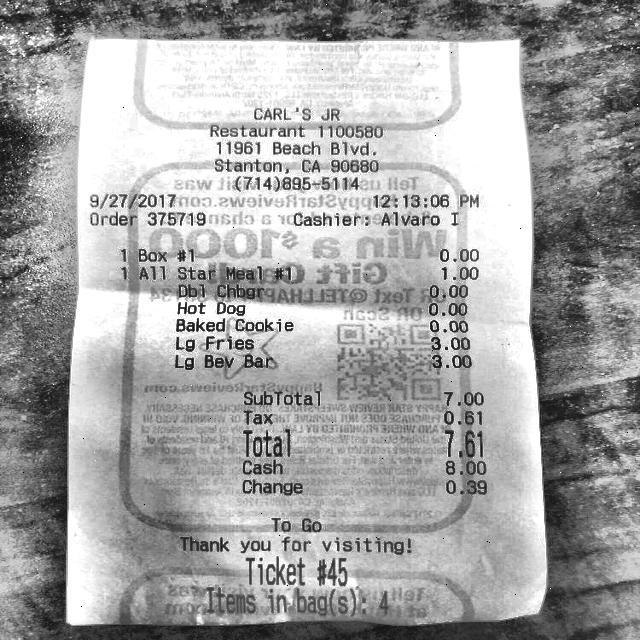 CARL'S JR
Restaurant 1100580
11961 Beach Blvd.
Stanton, CA 90680
(714)895-5114
9/27/2017 12:13:06 PM
Order 375719 Cashier: Alvaro I
1 Box #1 0.00
1 All Star Meal #1 1.00
Dbl Chbgr 0.00
Hot Dog 0.00
Baked Cookie 0.00
Lg Fries 3.00
Lg Bev Bar 3.00
SubTotal 7.00
Tax 0.61
Total 7.61
Cash 8.00
Change 0.39
To Go
Thank you for visiting!
Ticket #45
Items in bag(s): 4